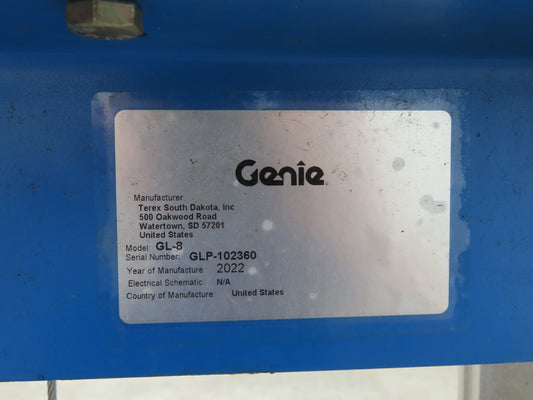 Genie
Manufacturer
Terex South Dakota, Inc
500 Oakwood Road
Watertown, SD 57201
United States
Model: GL-8
Serial Number: GLP-102360
Year of Manufacture: 2022
Electrical Schematic: N/A
Country of Manufacture: United States